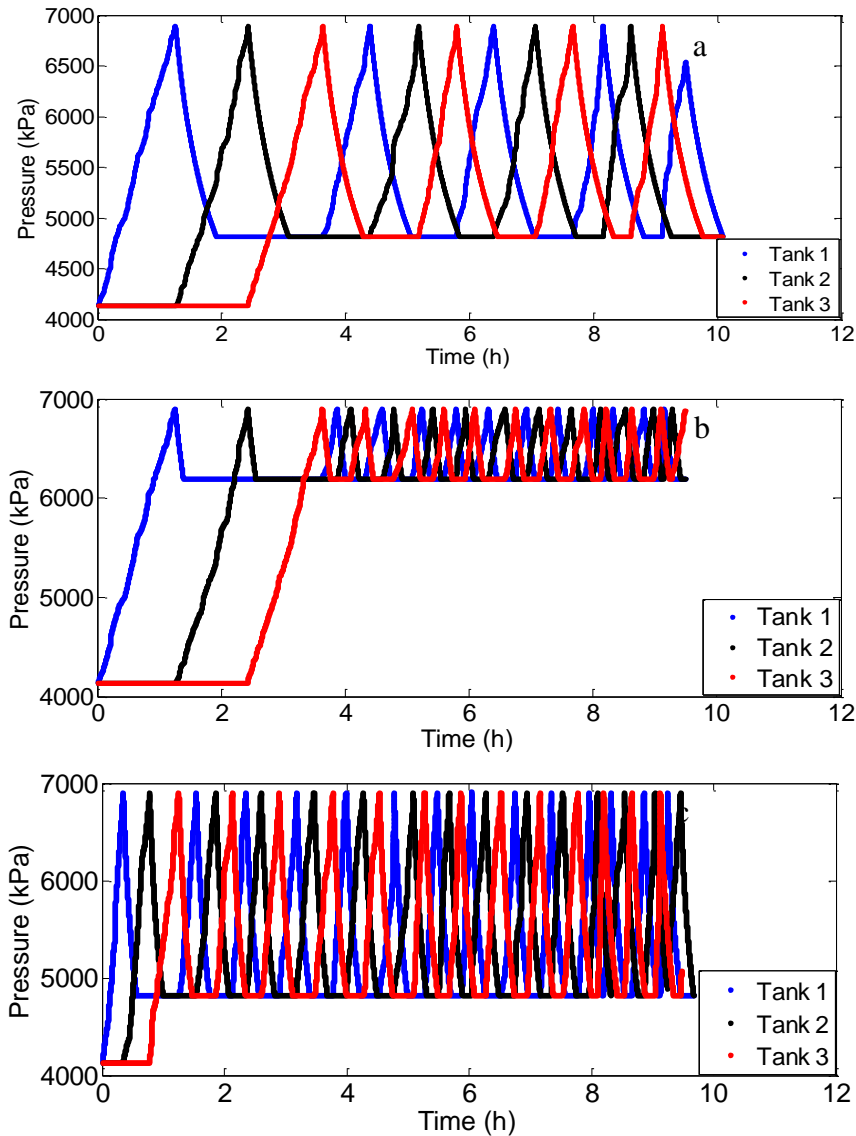 7000
6500
6000
5500
5000
4500
4000
Pressure (kPa)
a
Tank 1
Tank 2
Tank 3
0 2 4 6 8 10 12
Time (h)
7000
6000
5000
4000
Pressure (kPa)
b
Tank 1
Tank 2
Tank 3
0 2 4 6 8 10 12
Time (h)
7000
6000
5000
4000
Pressure (kPa)
c
Tank 1
Tank 2
Tank 3
0 2 4 6 8 10 12
Time (h)